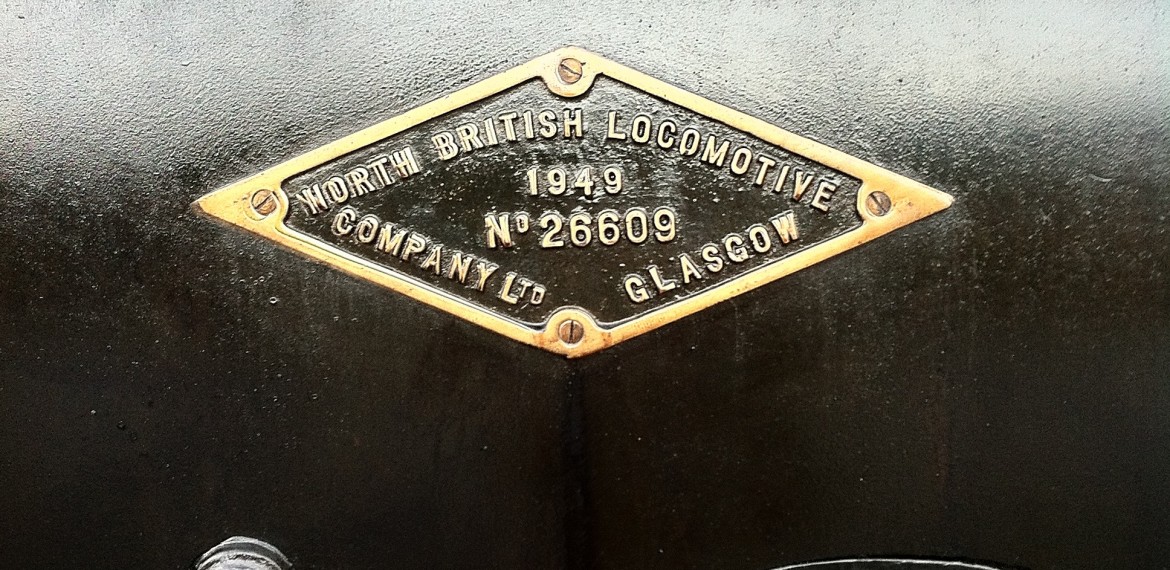 NORTH BRITISH LOCOMOTIVE
1949
Nº 26609
COMPANY LTD GLASGOW